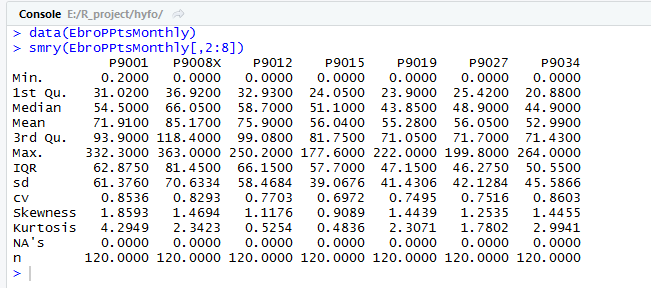 Console E:/R_project/hyfo/
> data(EbroPPtsMonthly)
> smry(EbroPPtsMonthly[,2:8])
P9001 P9008X P9012 P9015 P9019 P9027 P9034
Min. 0.2000 0.0000 0.0000 0.0000 0.0000 0.0000 0.0000
1st Qu. 31.0200 36.9200 32.9300 24.0500 23.9000 25.4200 20.8800
Median 54.5000 66.0500 58.7000 51.1000 43.8500 48.9000 44.9000
Mean 71.9100 85.1700 75.9000 56.0400 55.2800 56.0500 52.9900
3rd Qu. 93.9000 118.4000 99.0800 81.7500 71.0500 71.7000 71.4300
Max. 332.3000 363.0000 250.2000 177.6000 222.0000 199.8000 264.0000
IQR 62.8750 81.4500 66.1500 57.7000 47.1500 46.2750 50.5500
sd 61.3760 70.6334 58.4684 39.0676 41.4306 42.1284 45.5866
cv 0.8536 0.8293 0.7703 0.6972 0.7495 0.7516 0.8603
Skewness 1.8593 1.4694 1.1176 0.9089 1.4439 1.2535 1.4455
Kurtosis 4.2949 2.3423 0.5254 0.4836 2.3071 1.7802 2.9941
NA's 0.0000 0.0000 0.0000 0.0000 0.0000 0.0000 0.0000
n 120.0000 120.0000 120.0000 120.0000 120.0000 120.0000 120.0000
>